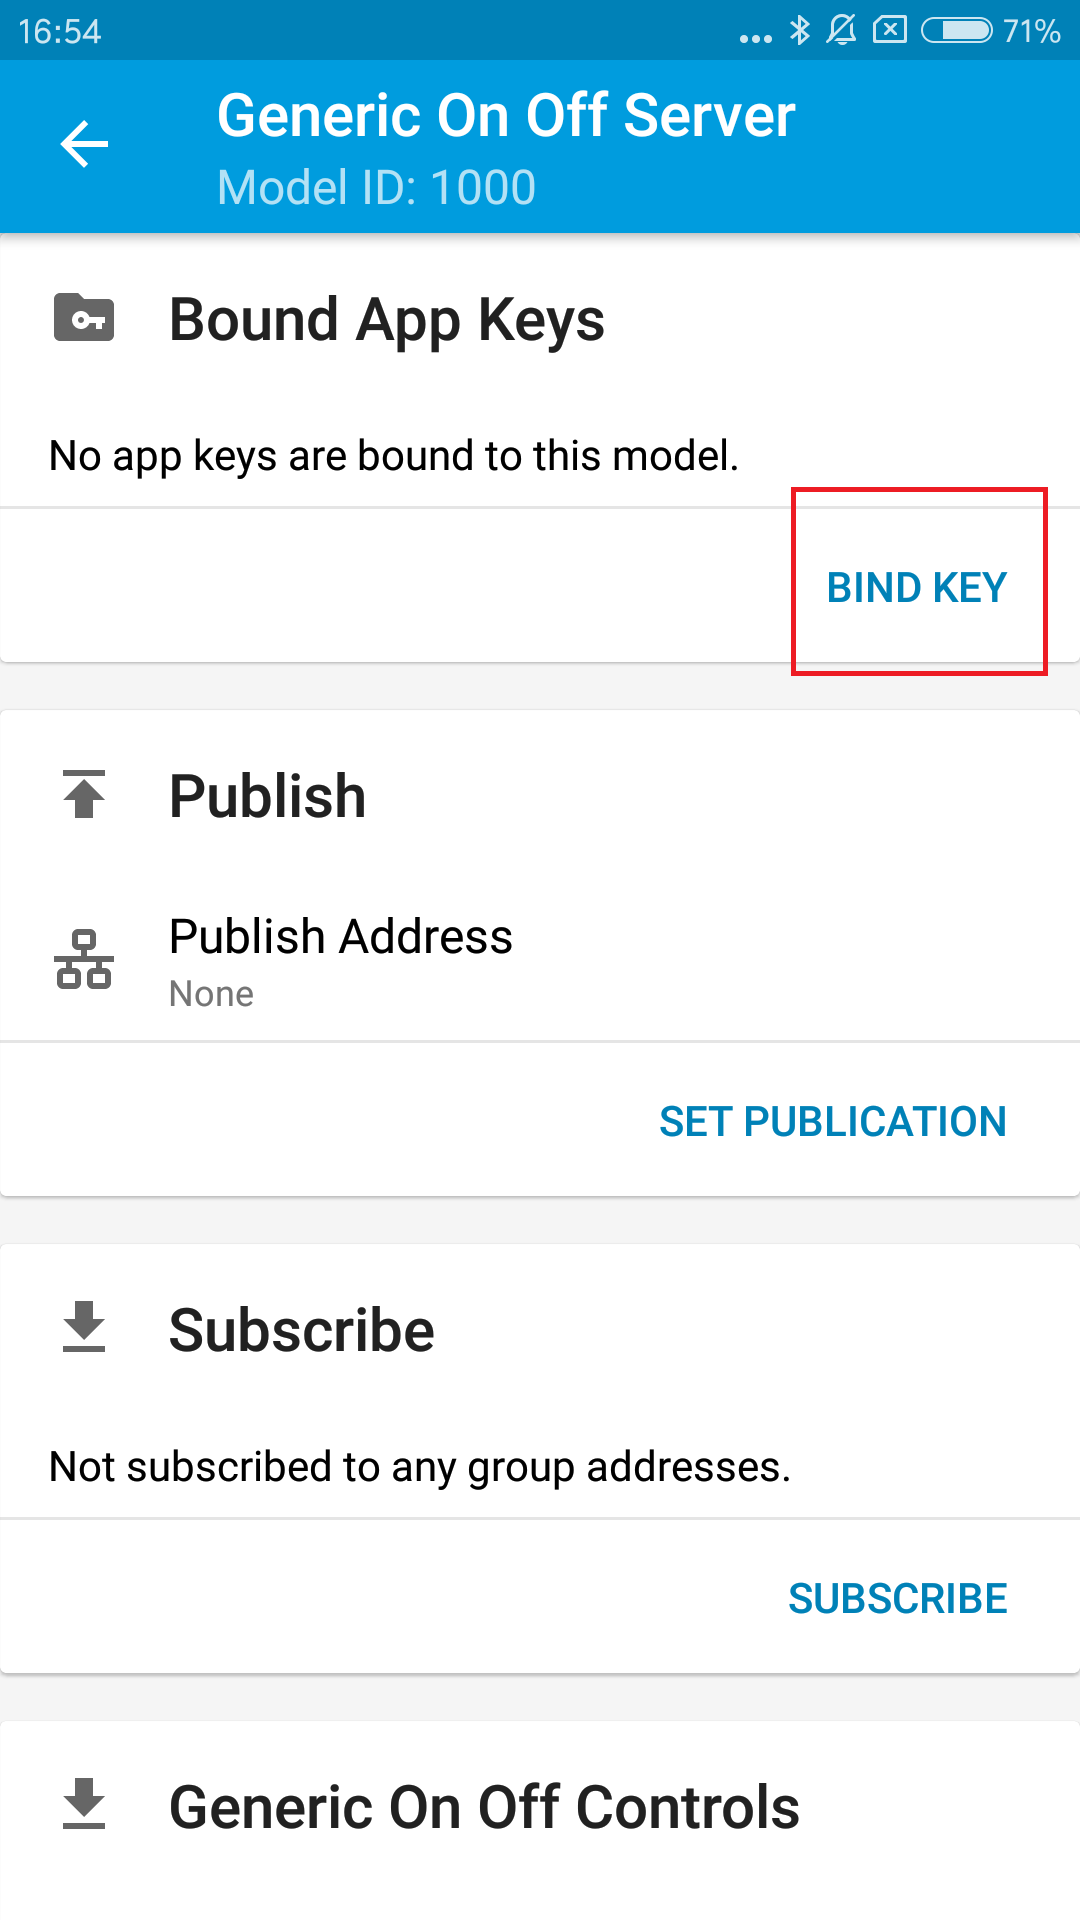 16:54
71%
Generic On Off Server
Model ID: 1000
Bound App Keys
No app keys are bound to this model.
BIND KEY
Publish
Publish Address
None
SET PUBLICATION
Subscribe
Not subscribed to any group addresses.
SUBSCRIBE
Generic On Off Controls